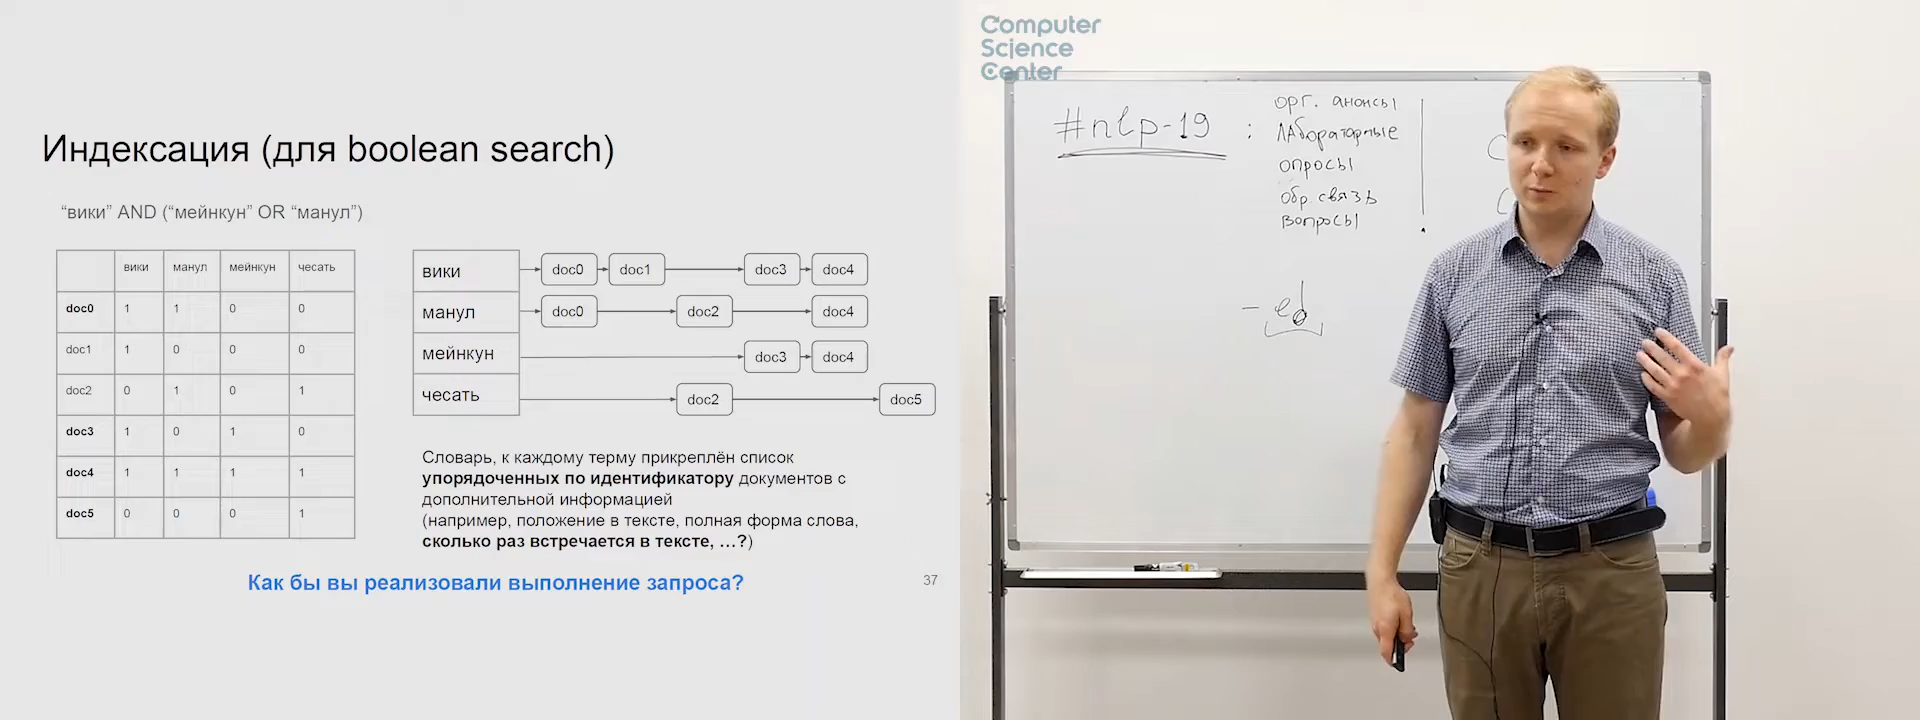 Индексация (для boolean search)
“вики” AND (“мейнкун” OR “манул”)
вики манул мейнкун чесать
doc0 1 1 0 0
doc1 1 0 0 0
doc2 0 1 0 1
doc3 1 0 1 0
doc4 1 1 1 1
doc5 0 0 0 1
вики doc0 doc1 doc3 doc4
манул doc0 doc2 doc4
мейнкун doc3 doc4
чесать doc2 doc5
Словарь, к каждому терму прикреплён список
упорядоченных по идентификатору документов с
дополнительной информацией
(например, положение в тексте, полная форма слова,
сколько раз встречается в тексте, …?)
Как бы вы реализовали выполнение запроса?
37
Computer
Science
Center
#nlp-19 :
орг. анонсы
лабораторные
опросы
обр. связь
вопросы